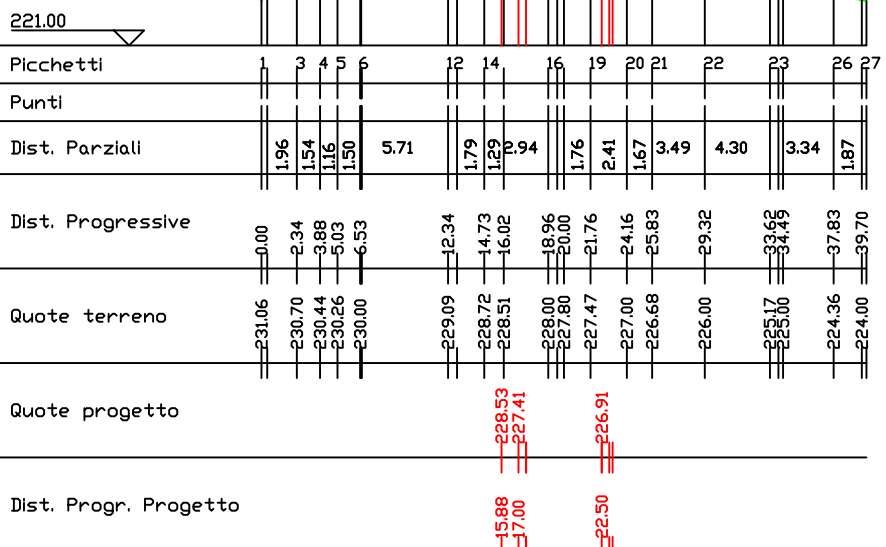 221.00
Picchetti 1 3 4 5 6 12 14 16 19 20 21 22 23 26 27
Punti
Dist. Parziali 1.96 1.54 1.16 1.50 5.71 1.79 1.29 2.94 1.76 2.41 1.67 3.49 4.30 3.34 1.87
Dist. Progressive 0.00 2.34 3.88 5.03 6.53 12.34 14.73 16.02 18.96 20.00 21.76 24.16 25.83 29.32 33.62 34.49 37.83 39.70
Quote terreno 231.06 230.70 230.44 230.26 230.00 229.09 228.72 228.51 228.00 227.80 227.47 227.00 226.68 226.00 225.17 225.00 224.36 224.00
Quote progetto 228.53 227.41 226.91
Dist. Progr. Progetto 15.88 17.00 22.50